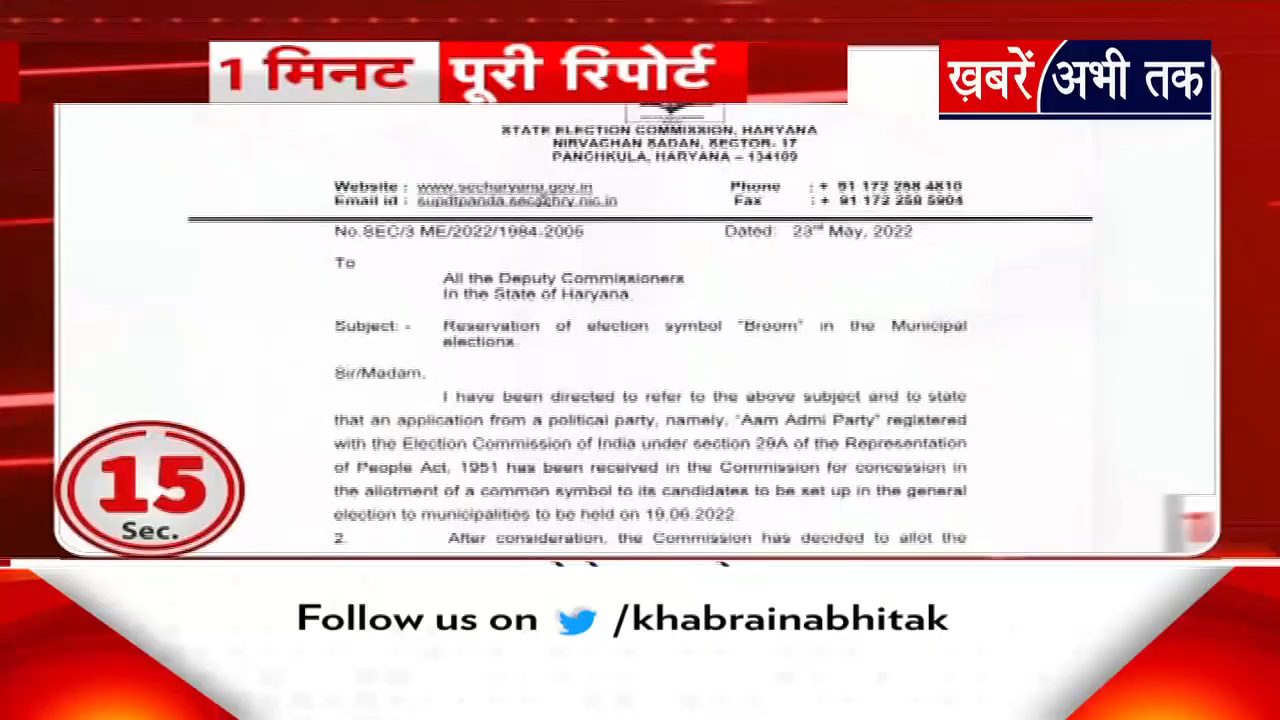 1 मिनट पूरी रिपोर्ट
ख़बरें अभी तक
STATE ELECTION COMMISSION, HARYANA
NIRVACHAN SADAN, SECTOR- 17
PANCHKULA, HARYANA – 134109
Website : www.secharyana.gov.in Phone : + 91 172 258 4810
Email id : supdtpanda.sec@hry.nic.in Fax : + 91 172 258 5904
No.SEC/3 ME/2022/1984-2006 Dated: 23rd May, 2022
To
All the Deputy Commissioners
In the State of Haryana
Subject: - Reservation of election symbol "Broom" in the Municipal
elections.
Sir/Madam,
I have been directed to refer to the above subject and to state
that an application from a political party, namely, "Aam Admi Party" registered
with the Election Commission of India under section 29A of the Representation
of People Act, 1951 has been received in the Commission for concession in
the allotment of a common symbol to its candidates to be set up in the general
election to municipalities to be held on 19.06.2022.
2. After consideration, the Commission has decided to allot the
15
Sec.
Follow us on /khabrainabhitak